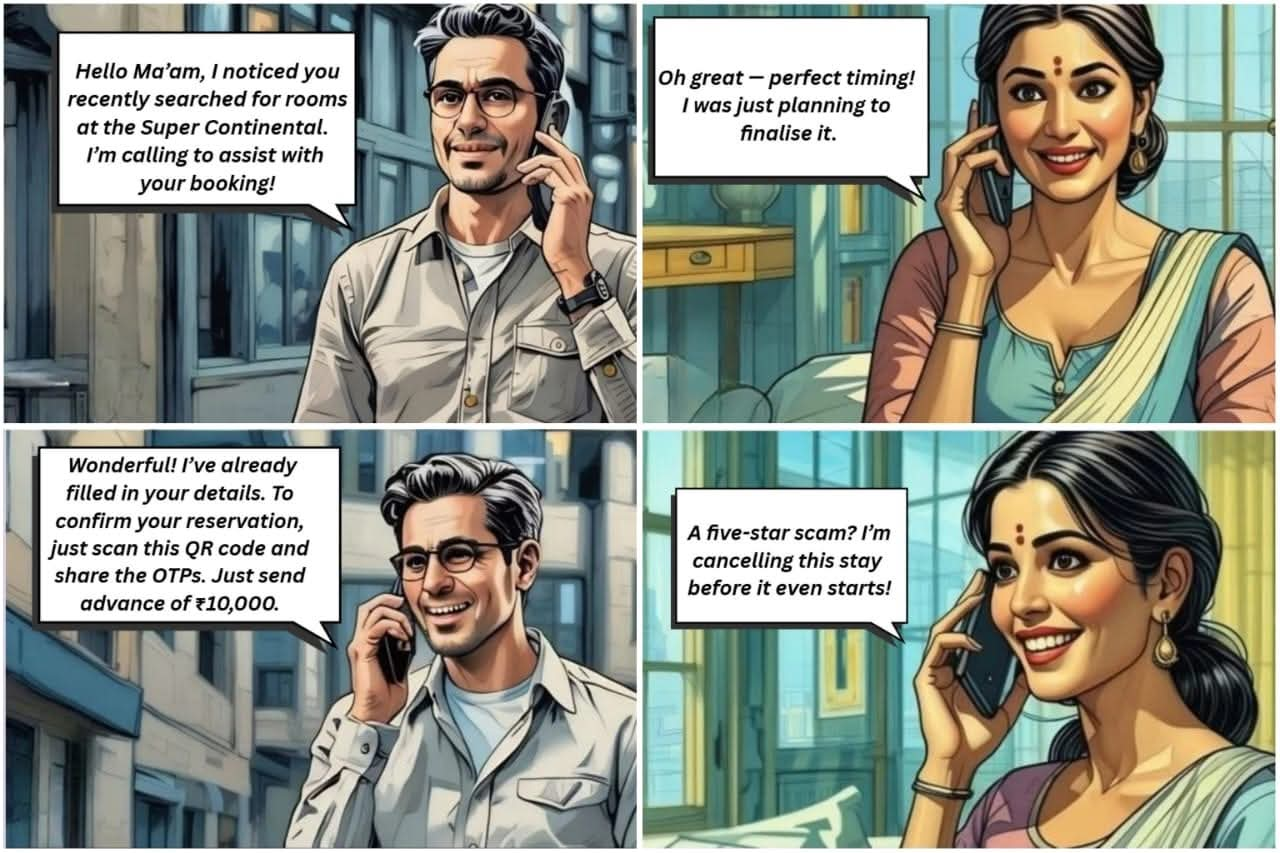 Hello Ma’am, I noticed you
recently searched for rooms
at the Super Continental.
I’m calling to assist with
your booking!
Oh great — perfect timing!
I was just planning to
finalise it.
Wonderful! I’ve already
filled in your details. To
confirm your reservation,
just scan this QR code and
share the OTPs. Just send
advance of ₹10,000.
A five-star scam? I’m
cancelling this stay
before it even starts!